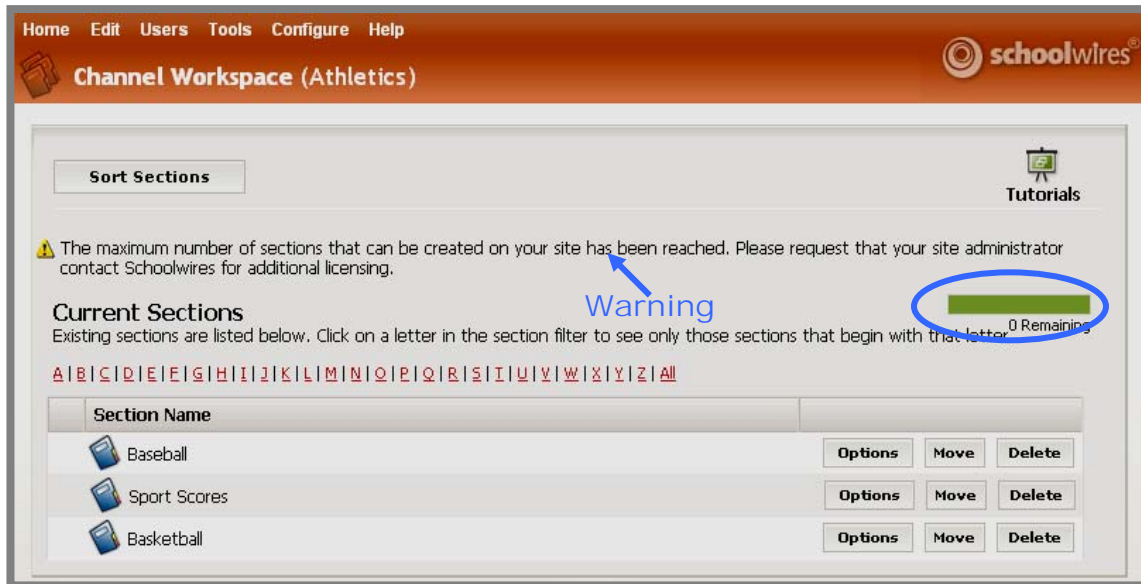 Home Edit Users Tools Configure Help
Channel Workspace (Athletics)
schoolwires®
Sort Sections
Tutorials
The maximum number of sections that can be created on your site has been reached. Please request that your site administrator
contact Schoolwires for additional licensing.
Warning
Current Sections
0 Remaining
Existing sections are listed below. Click on a letter in the section filter to see only those sections that begin with that letter
A | B | C | D | E | F | G | H | I | J | K | L | M | N | O | P | Q | R | S | T | U | V | W | X | Y | Z | All
Section Name
Baseball Options Move Delete
Sport Scores Options Move Delete
Basketball Options Move Delete